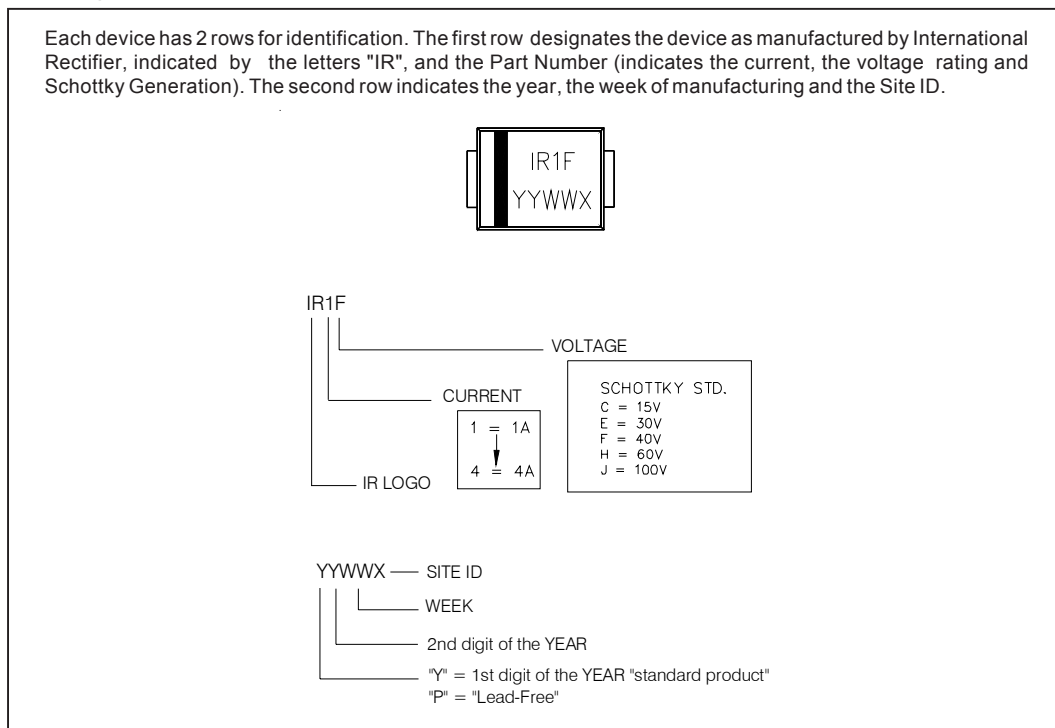 Each device has 2 rows for identification. The first row designates the device as manufactured by International
Rectifier, indicated by the letters "IR", and the Part Number (indicates the current, the voltage rating and
Schottky Generation). The second row indicates the year, the week of manufacturing and the Site ID.
IR1F
YYWWX
IR1F
VOLTAGE
SCHOTTKY STD.
C = 15V
E = 30V
F = 40V
H = 60V
J = 100V
CURRENT
1 = 1A
4 = 4A
IR LOGO
YYWWX
SITE ID
WEEK
2nd digit of the YEAR
"Y" = 1st digit of the YEAR "standard product"
"P" = "Lead-Free"